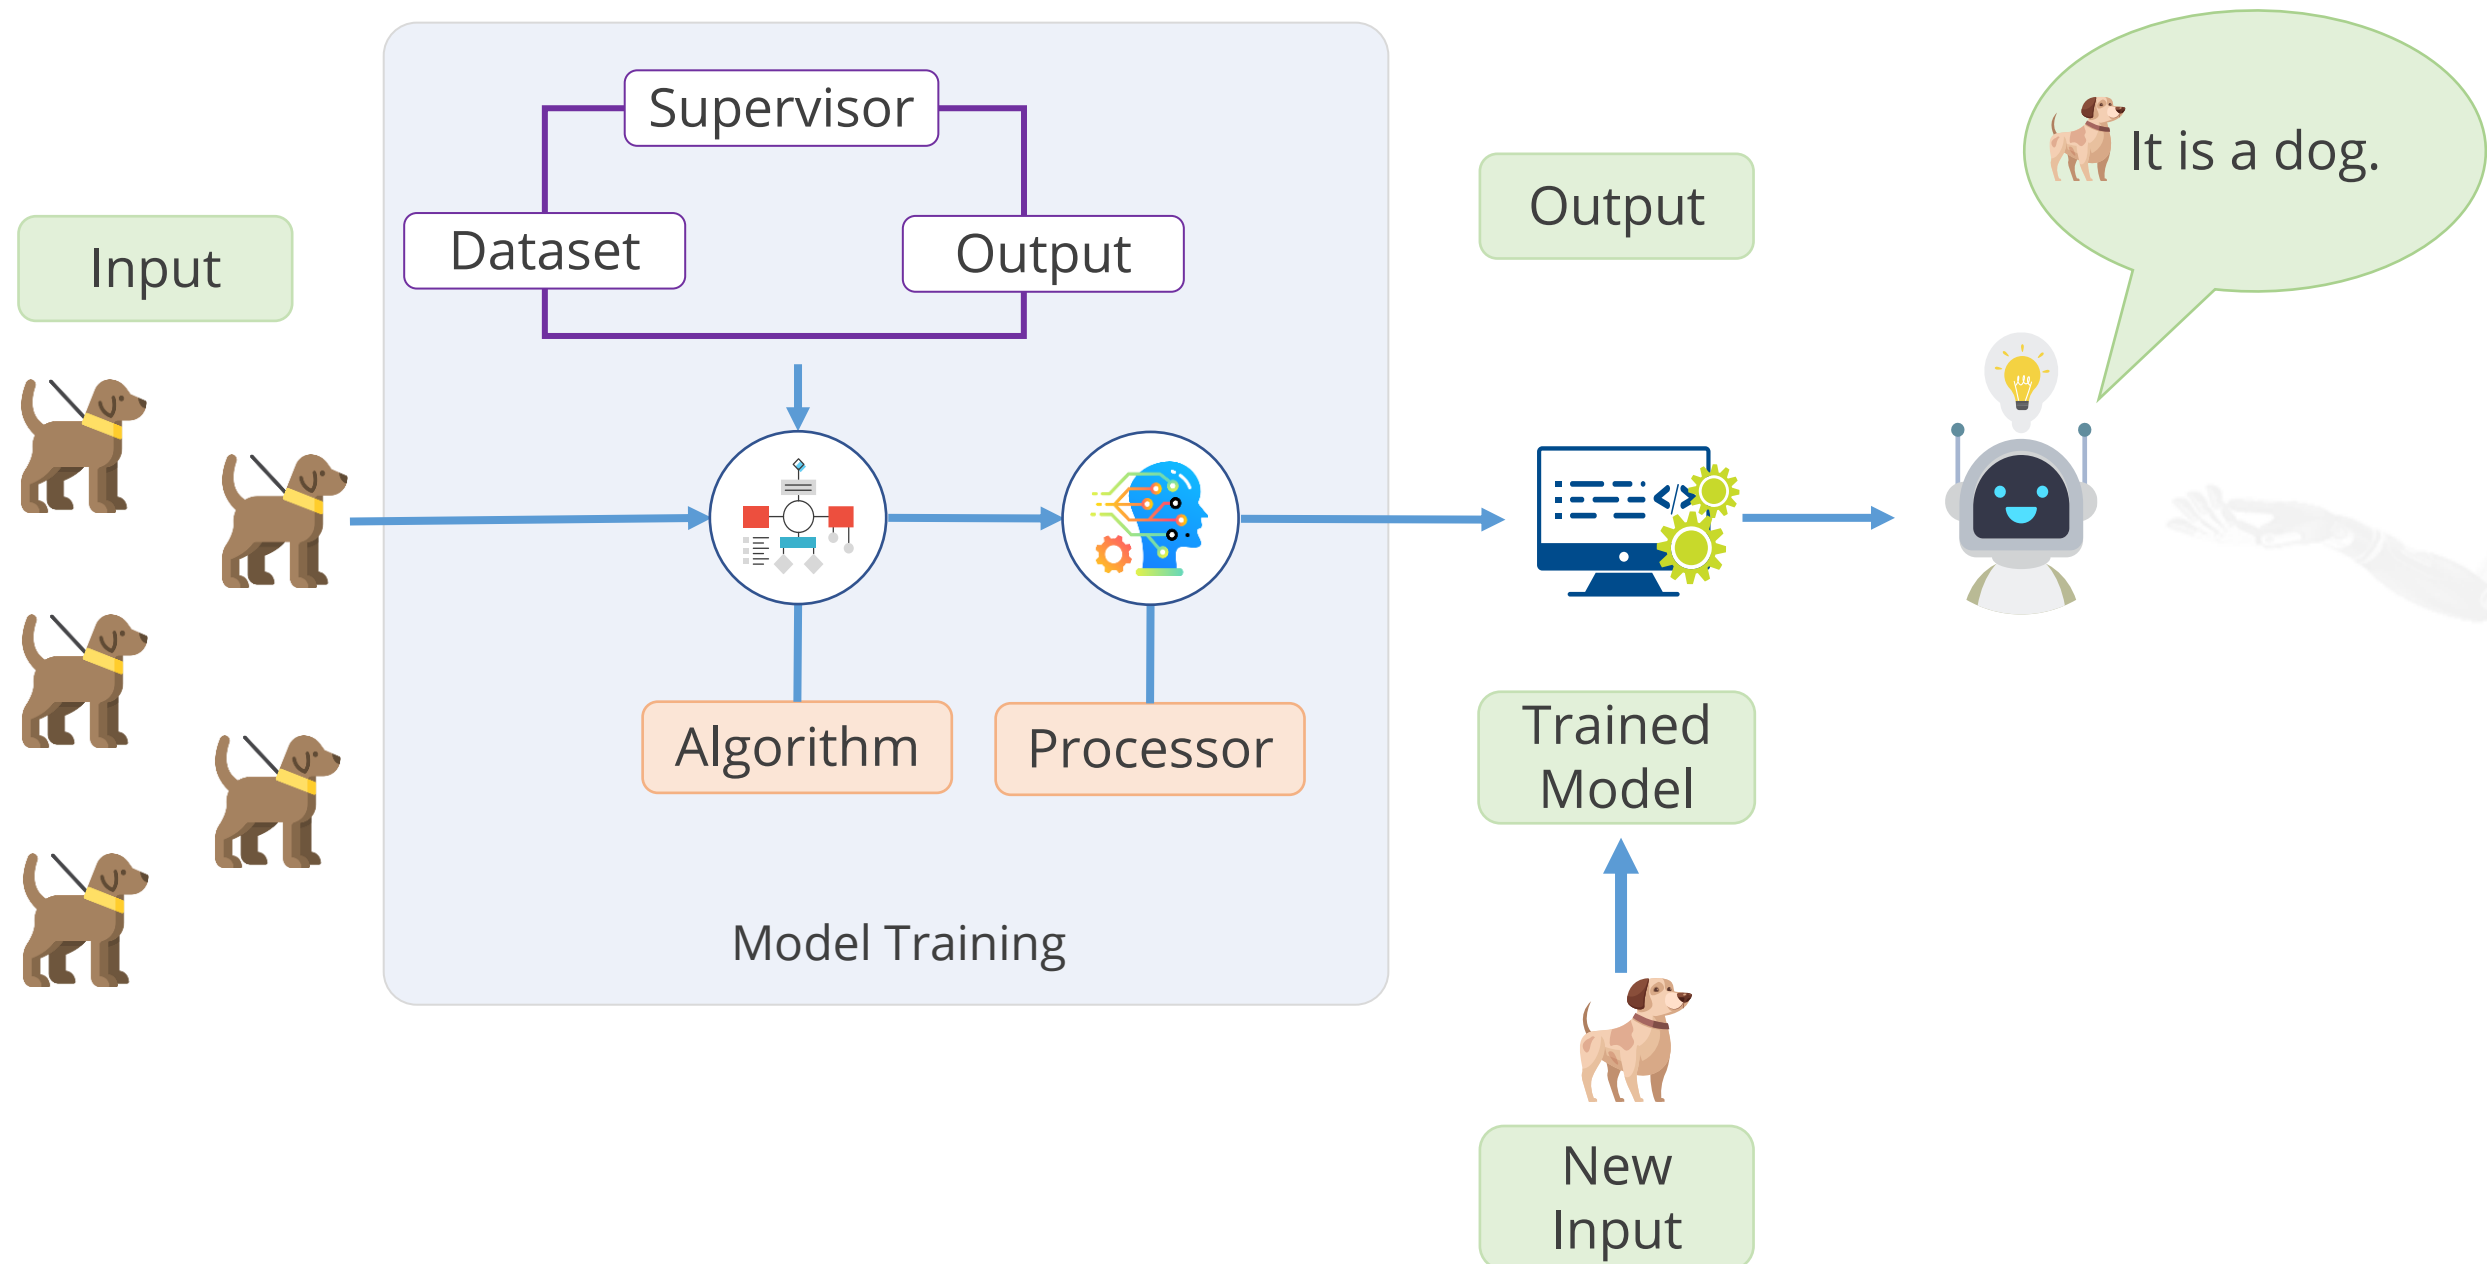 Input
Supervisor
Dataset
Output
Algorithm
Processor
Model Training
Output
Trained
Model
New
Input
It is a dog.